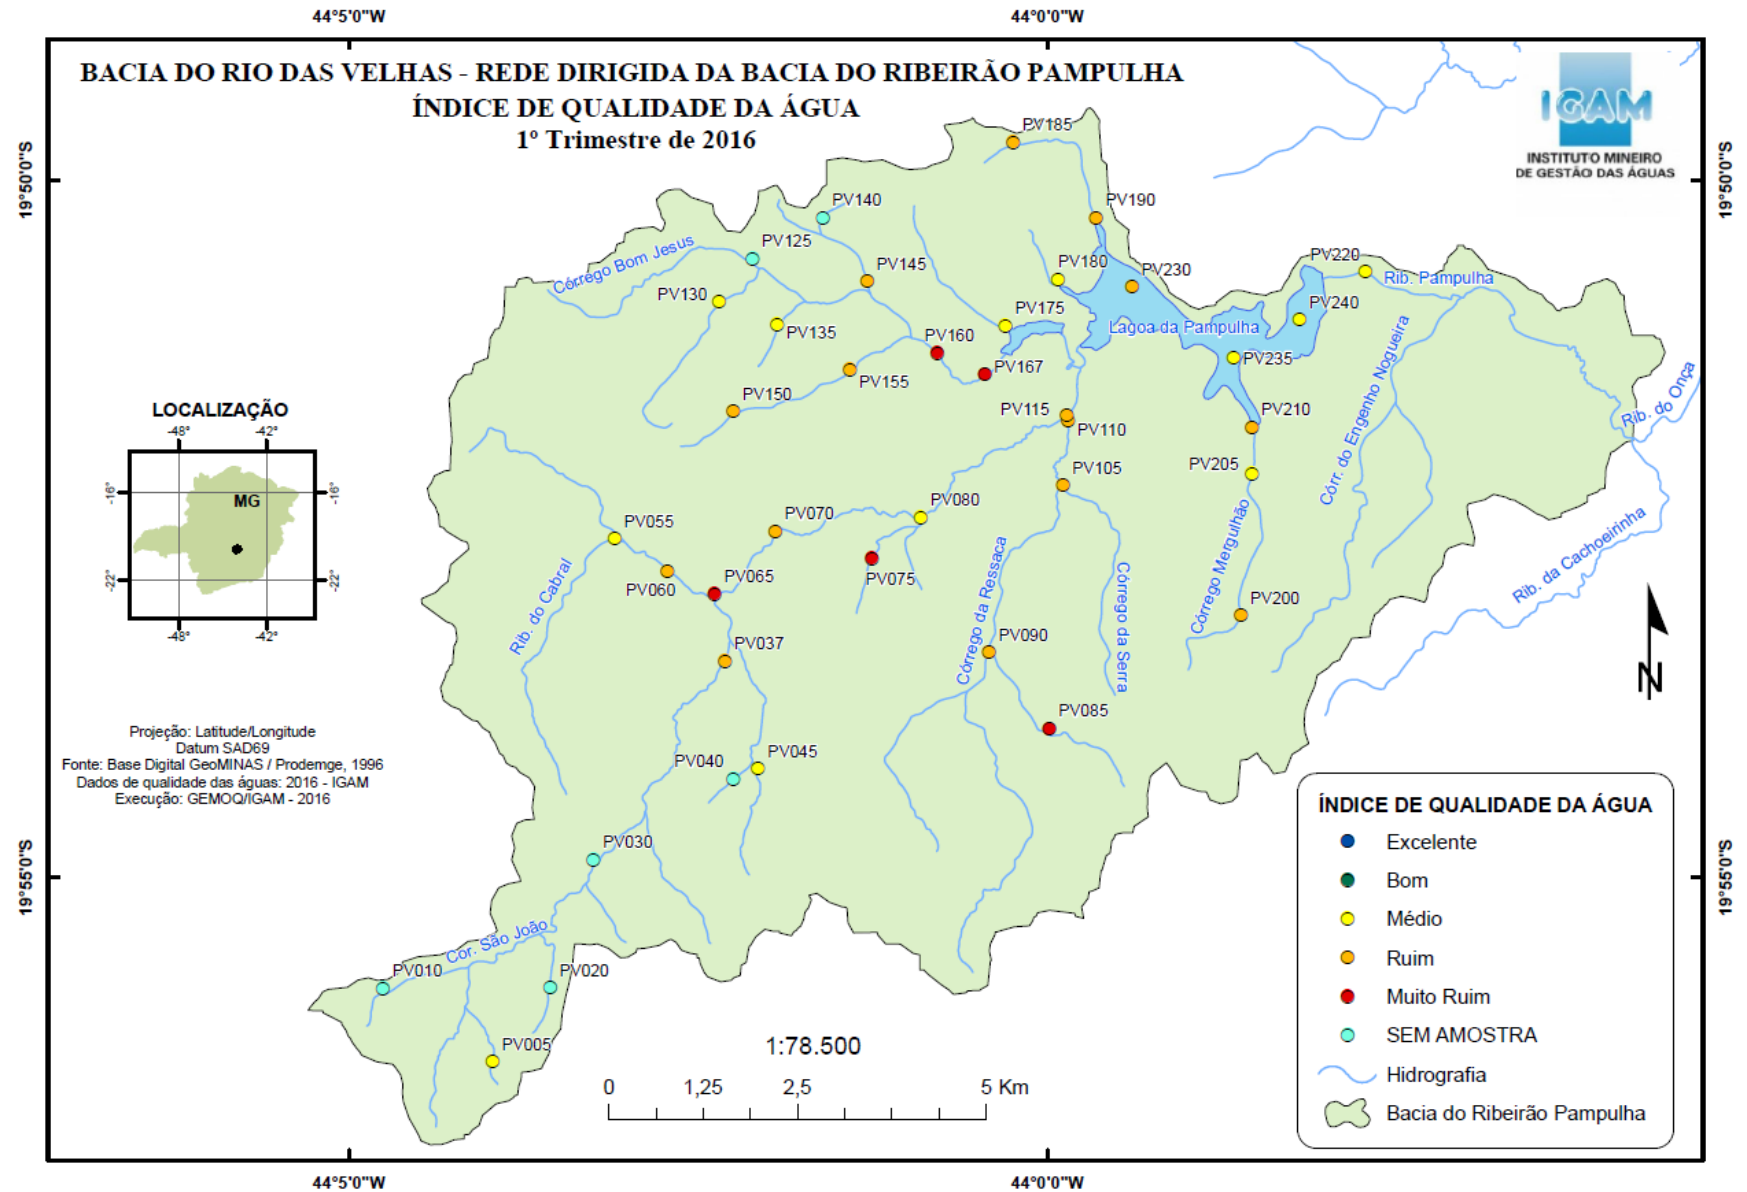 44°5'0"W
44°0'0"W
BACIA DO RIO DAS VELHAS - REDE DIRIGIDA DA BACIA DO RIBEIRÃO PAMPULHA
ÍNDICE DE QUALIDADE DA ÁGUA
1º Trimestre de 2016
IGAM
INSTITUTO MINEIRO
DE GESTÃO DAS ÁGUAS
19°50'0"S
19°50'0"S
PV185
PV140
PV190
PV125
Córrego Bom Jesus
PV145
PV180
PV230
PV220
Rib. Pampulha
PV130
PV240
PV175
PV135
PV160
Lagoa da Pampulha
PV235
PV167
PV155
PV150
PV115
PV110
PV210
Córr. do Engenho Nogueira
Rib. do Onça
PV105
PV205
LOCALIZAÇÃO
-48°
-42°
-16°
-16°
MG
-22°
-22°
-48°
-42°
PV080
PV070
PV055
PV075
PV065
PV060
Rib. do Cabral
Córrego da Ressaca
Córrego da Serra
Córrego Mergulhão
Rib. da Cachoeirinha
PV200
PV037
PV090
N
PV085
PV045
PV040
Projeção: Latitude/Longitude
Datum SAD69
Fonte: Base Digital GeoMINAS / Prodemge, 1996
Dados de qualidade das águas: 2016 - IGAM
Execução: GEMOQ/IGAM - 2016
PV030
19°55'0"S
19°55'0"S
Cor. São João
PV010
PV020
PV005
1:78.500
0
1,25
2,5
5 Km
ÍNDICE DE QUALIDADE DA ÁGUA
Excelente
Bom
Médio
Ruim
Muito Ruim
SEM AMOSTRA
Hidrografia
Bacia do Ribeirão Pampulha
44°5'0"W
44°0'0"W